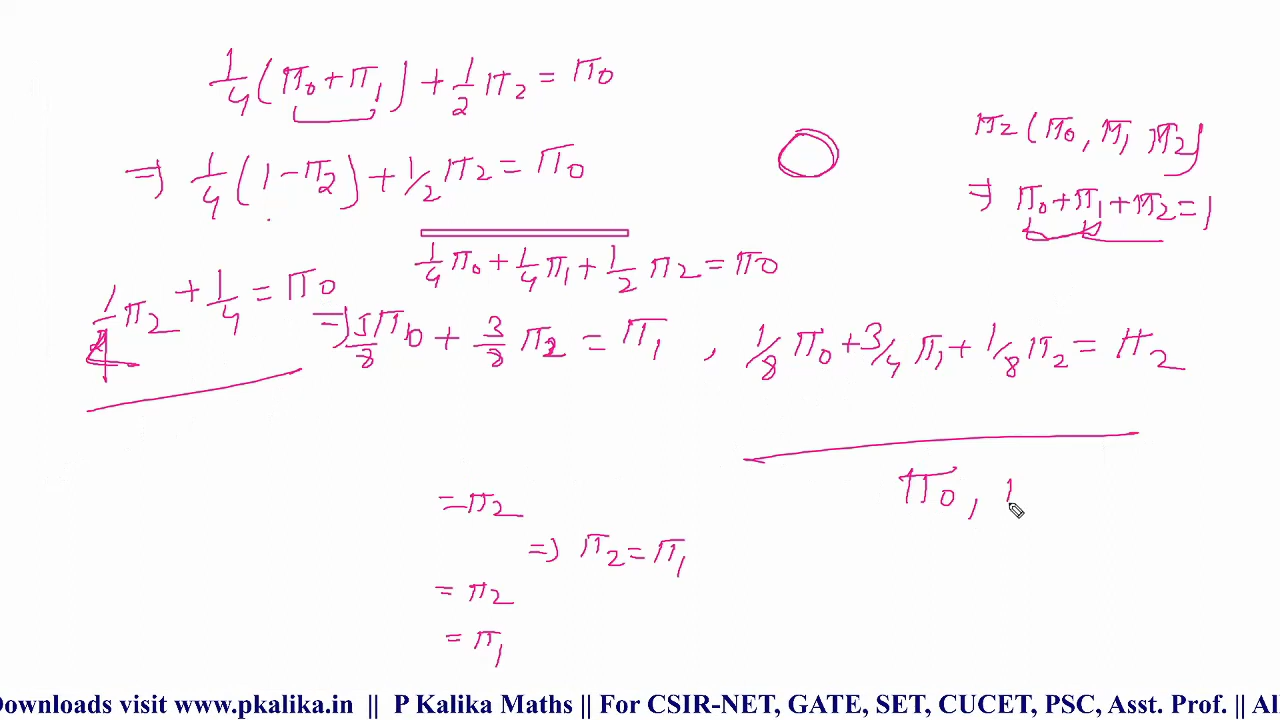 1/4 (π0 + π1) + 1/2 π2 = π0
⇒ 1/4 (1 - π2) + 1/2 π2 = π0
π2 (π0, π1 π2)
⇒ π0 + π1 + π2 = 1
1/4 π0 + 1/4 π1 + 1/2 π2 = π0
1/4 π2 + 1/4 = π0
⇒ 5/8 π0 + 3/8 π2 = π1 , 1/8 π0 + 3/4 π1 + 1/8 π2 = π2
π0, 1
= π2
⇒ π2 = π1
= π2
= π1
Downloads visit www.pkalika.in || P Kalika Maths || For CSIR-NET, GATE, SET, CUCET, PSC, Asst. Prof. || Al